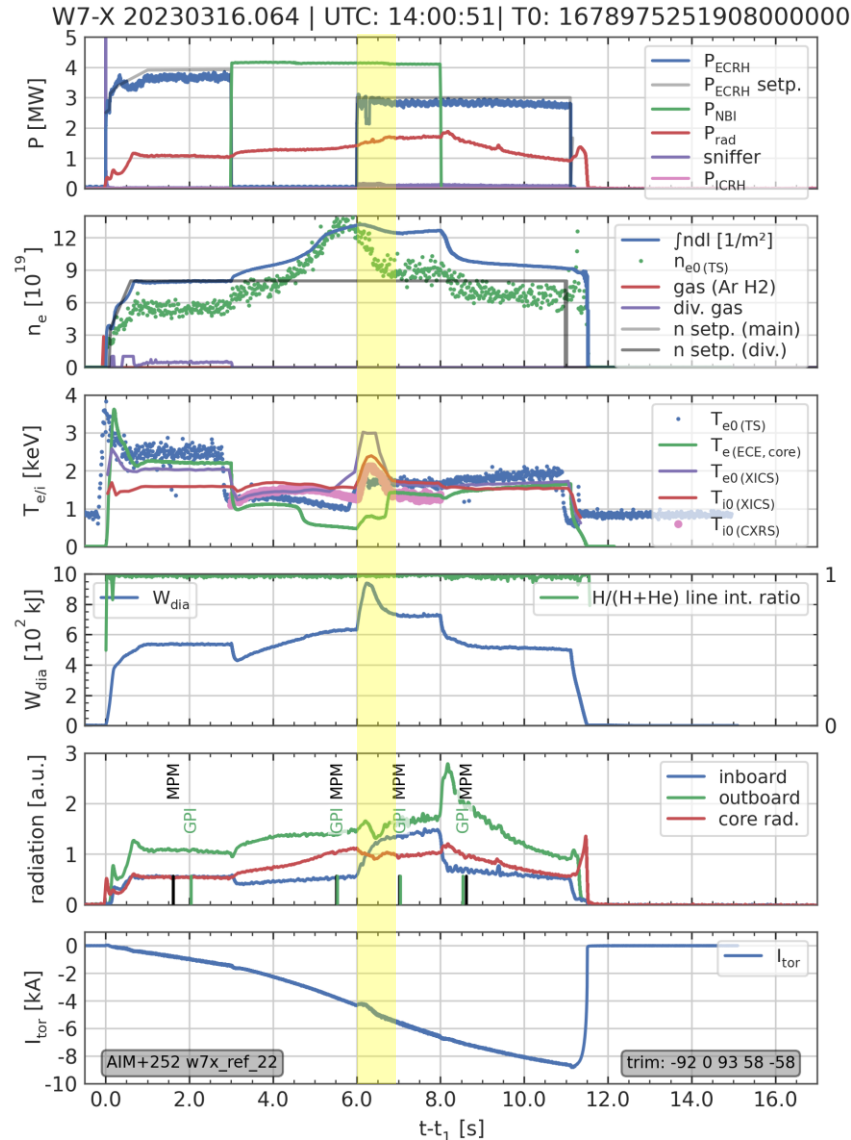 W7-X 20230316.064 | UTC: 14:00:51| T0: 1678975251908000000
P [MW]
5
4
3
2
1
0
P_ECRH
P_ECRH setp.
P_NBI
P_rad
sniffer
P_ICRH
n_e [10^19]
12
9
6
3
0
∫ndl [1/m²]
n_e0 (TS)
gas (Ar H2)
div. gas
n setp. (main)
n setp. (div.)
T_e/i [keV]
4
3
2
1
0
T_e0 (TS)
T_e (ECE, core)
T_e0 (XICS)
T_i0 (XICS)
T_i0 (CXRS)
W_dia [10^2 kJ]
10
8
6
4
2
0
W_dia
H/(H+He) line int. ratio
1
0
radiation [a.u.]
3
2
1
0
MPM
GPI
GPI
MPM
GPI
MPM
GPI
MPM
inboard
outboard
core rad.
I_tor [kA]
0
-2
-4
-6
-8
-10
I_tor
AIM+252 w7x_ref_22
trim: -92 0 93 58 -58
0.0 2.0 4.0 6.0 8.0 10.0 12.0 14.0 16.0
t-t_1 [s]